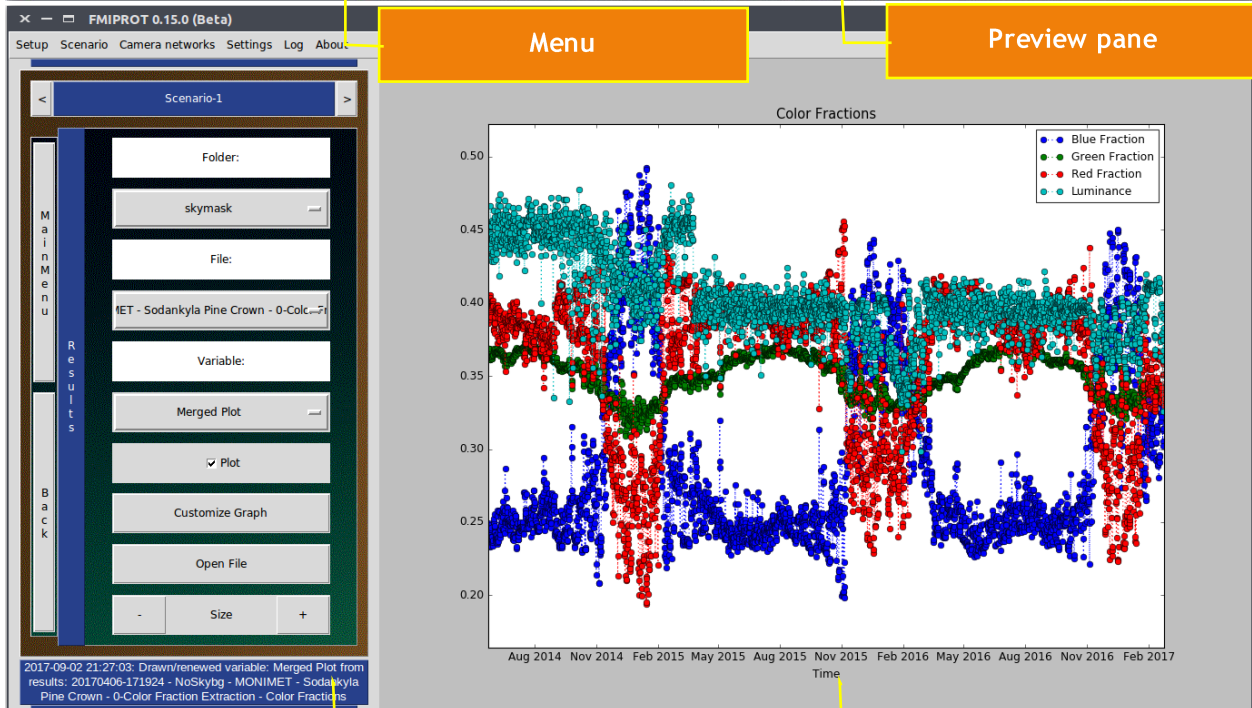 FMIPROT 0.15.0 (Beta)
Setup Scenario Camera networks Settings Log About
Menu
Preview pane
<
Scenario-1
>
Main Menu
Back
Results
Folder:
skymask
File:
MET - Sodankyla Pine Crown - 0-Colc
Variable:
Merged Plot
Plot
Customize Graph
Open File
-
Size
+
2017-09-02 21:27:03: Drawn/renewed variable: Merged Plot from
results: 20170406-171924 - NoSkybg - MONIMET - Sodankyla
Pine Crown - 0-Color Fraction Extraction - Color Fractions
Color Fractions
Blue Fraction
Green Fraction
Red Fraction
Luminance
0.50
0.45
0.40
0.35
0.30
0.25
0.20
Aug 2014 Nov 2014 Feb 2015 May 2015 Aug 2015 Nov 2015 Feb 2016 May 2016 Aug 2016 Nov 2016 Feb 2017
Time